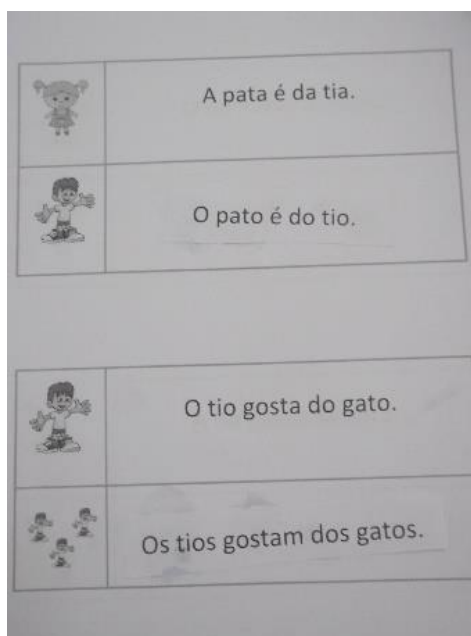 A pata é da tia.
O pato é do tio.
O tio gosta do gato.
Os tios gostam dos gatos.